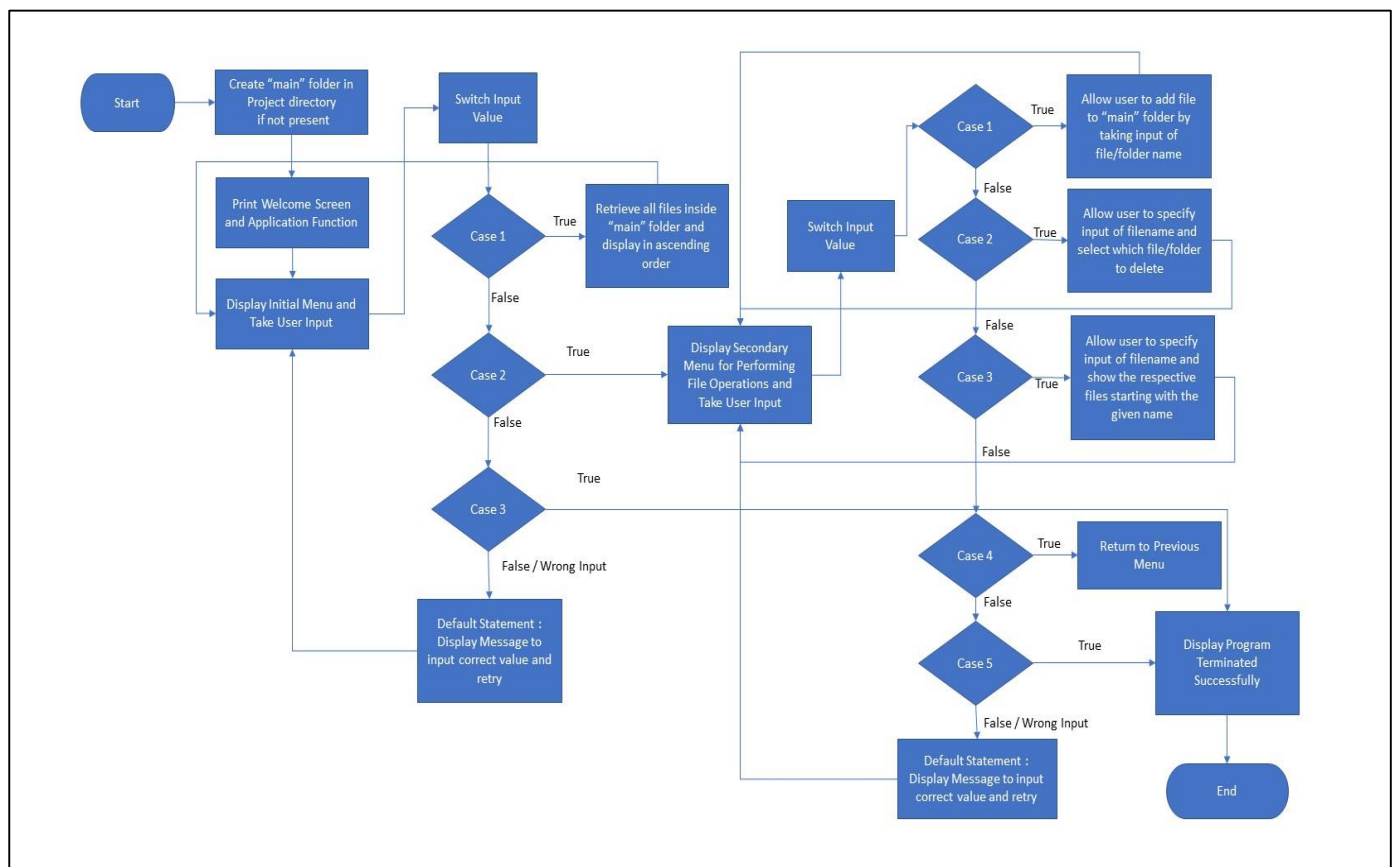 Start
Create “main” folder in
Project directory
if not present
Print Welcome Screen
and Application Function
Display Initial Menu and
Take User Input
Switch Input
Value
Case 1
True
Retrieve all files inside
“main” folder and
display in ascending
order
False
Case 2
True
False
Case 3
True
False / Wrong Input
Default Statement :
Display Message to
input correct value and
retry
Display Secondary
Menu for Performing
File Operations and
Take User Input
Switch Input
Value
Case 1
True
Allow user to add file
to “main” folder by
taking input of
file/folder name
False
Case 2
True
Allow user to specify
input of filename and
select which file/folder
to delete
False
Case 3
True
Allow user to specify
input of filename and
show the respective
files starting with the
given name
False
Case 4
True
Return to Previous
Menu
False
Case 5
True
Display Program
Terminated
Successfully
False / Wrong Input
Default Statement :
Display Message to input
correct value and retry
End